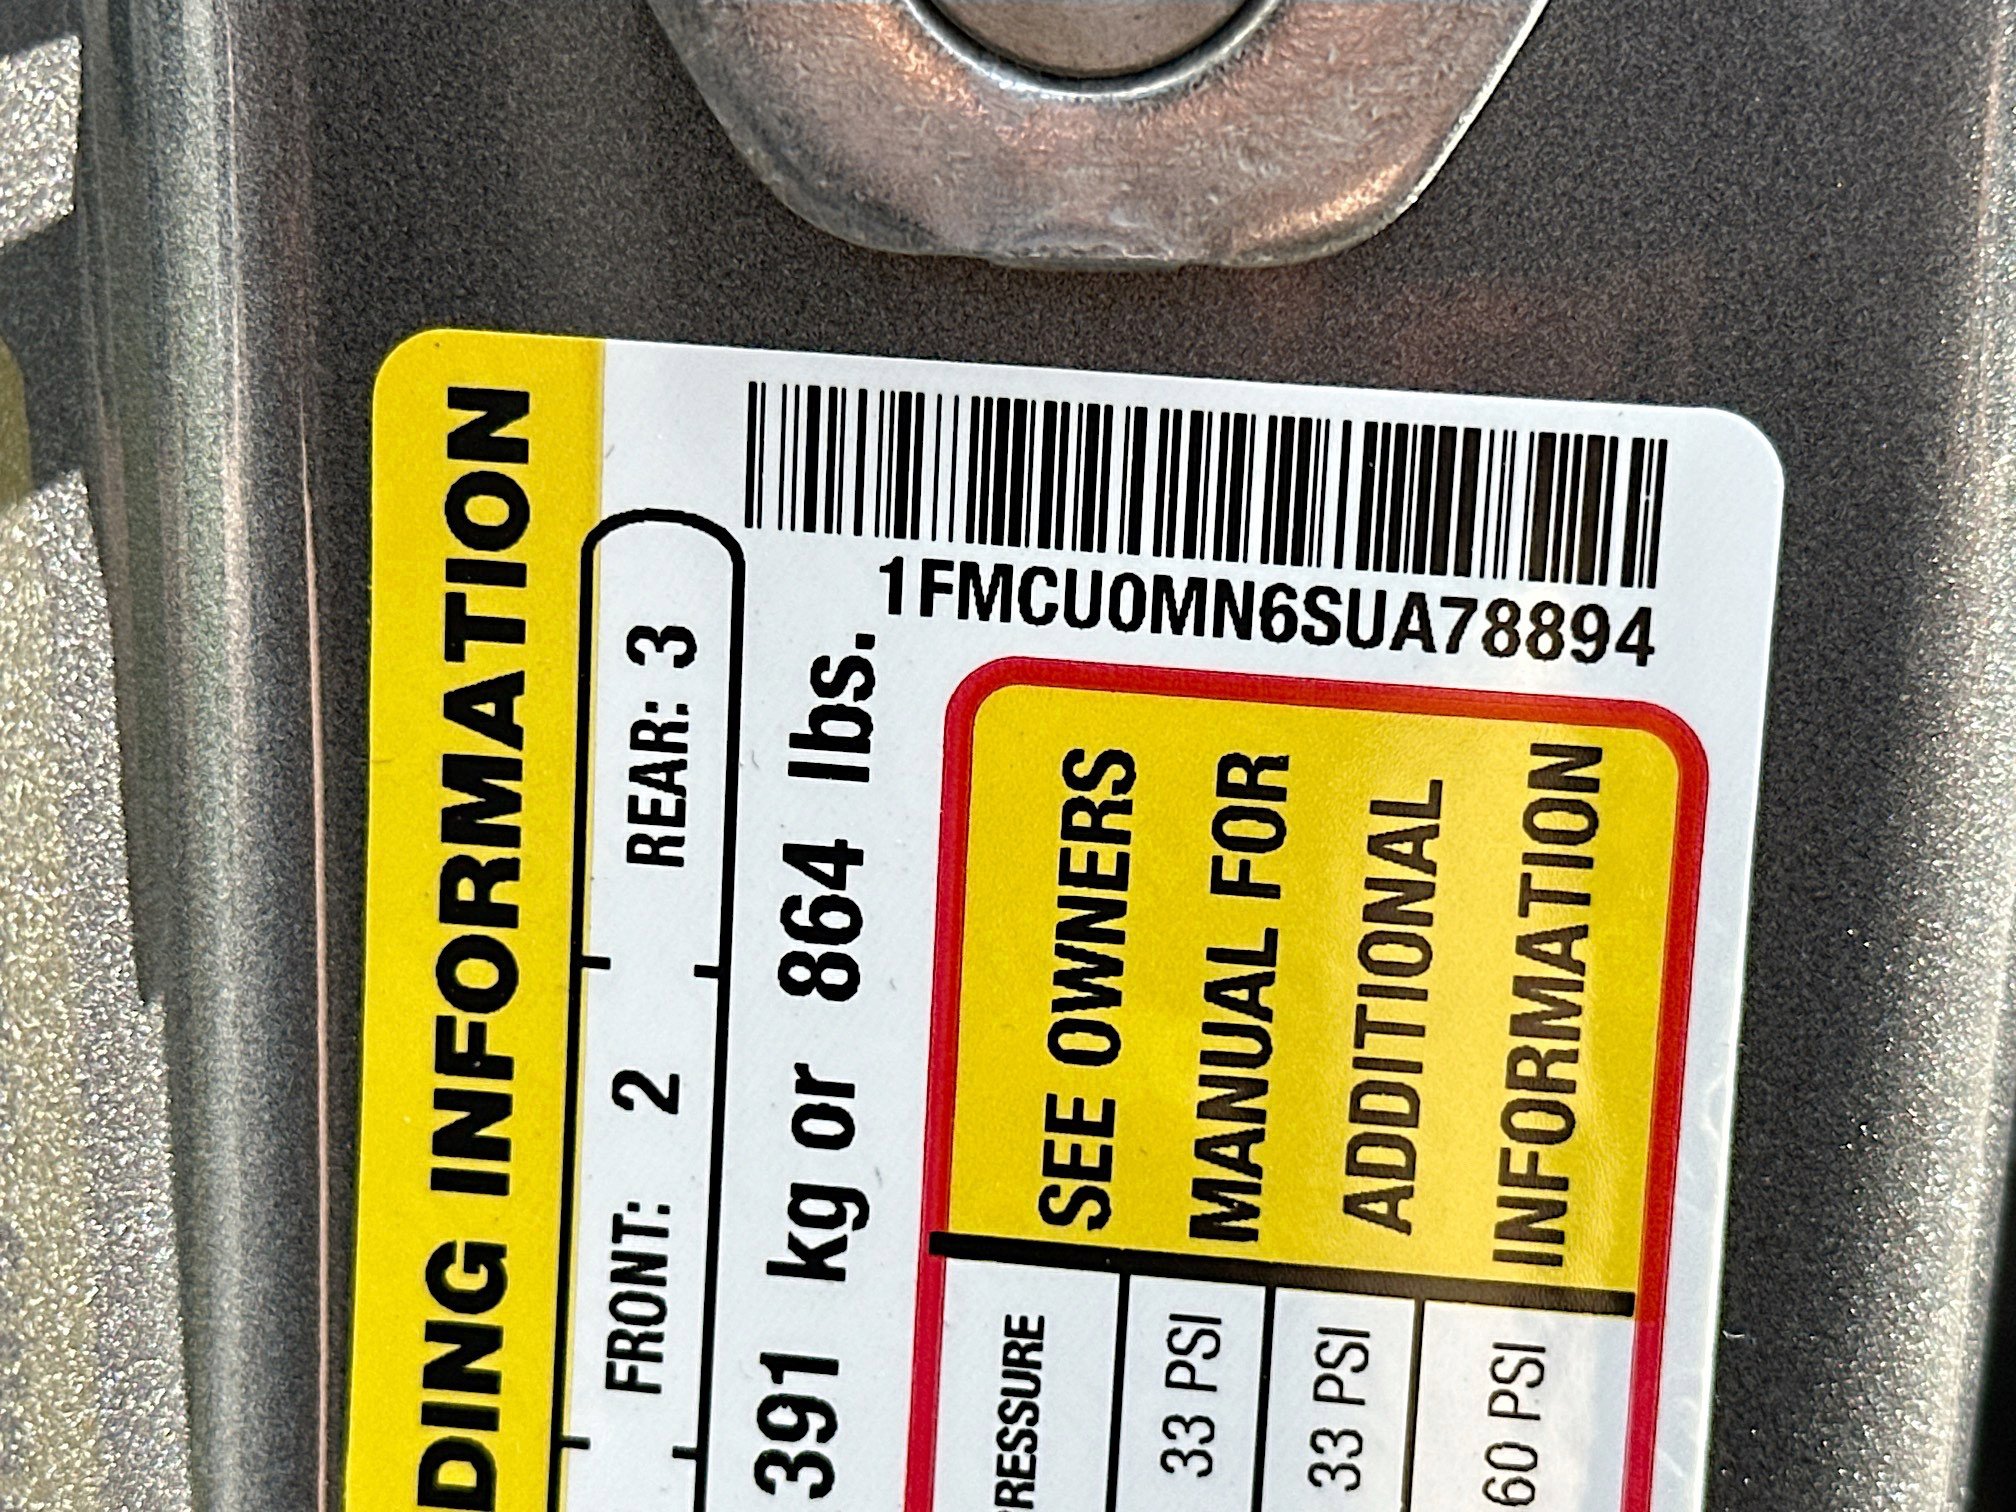 DING INFORMATION
FRONT: 2 REAR: 3
391 kg or 864 lbs.
1FMCU0MN6SUA78894
RESSURE
33 PSI
33 PSI
60 PSI
SEE OWNERS
MANUAL FOR
ADDITIONAL
INFORMATION